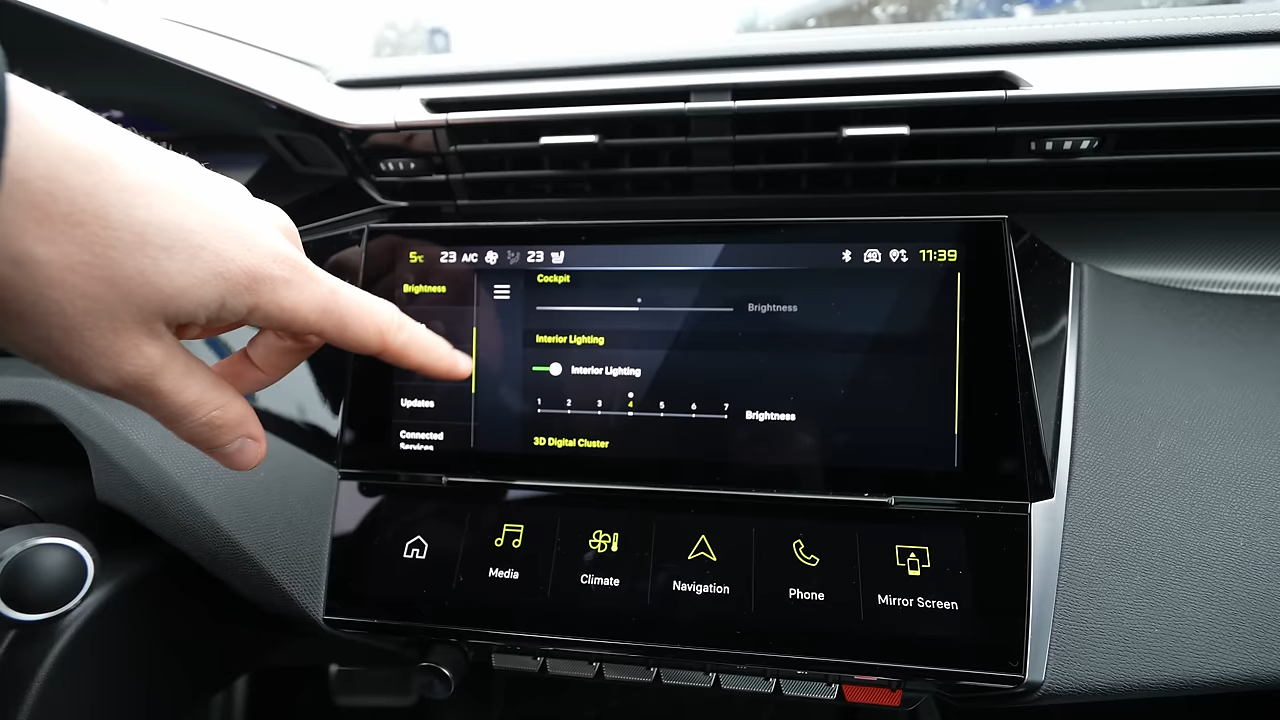 5°C 23 A/C 23 11:39
Brightness
Cockpit
Brightness
Interior Lighting
Interior Lighting
1 2 3 4 5 6 7
Brightness
Updates
Connected
Services
3D Digital Cluster
Media
Climate
Navigation
Phone
Mirror Screen